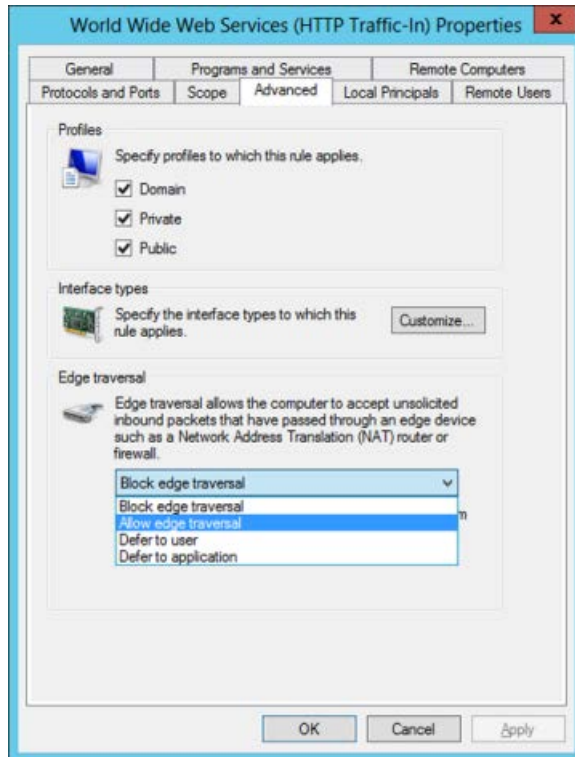 World Wide Web Services (HTTP Traffic-In) Properties
x
General
Programs and Services
Remote Computers
Protocols and Ports
Scope
Advanced
Local Principals
Remote Users
Profiles
Specify profiles to which this rule applies.
Domain
Private
Public
Interface types
Specify the interface types to which this
rule applies.
Customize...
Edge traversal
Edge traversal allows the computer to accept unsolicited
inbound packets that have passed through an edge device
such as a Network Address Translation (NAT) router or
firewall.
Block edge traversal
Block edge traversal
Allow edge traversal
Defer to user
Defer to application
OK
Cancel
Apply